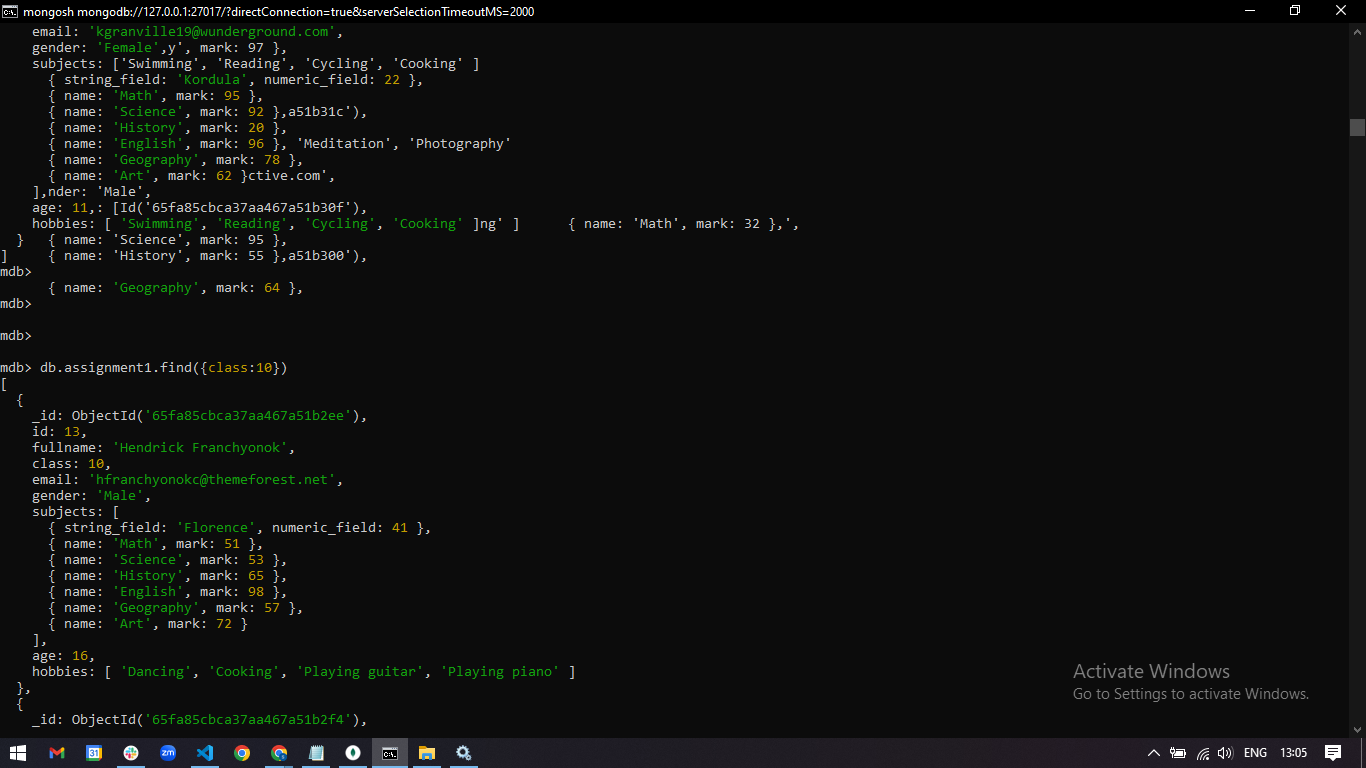 mongosh mongodb://127.0.0.1:27017/?directConnection=true&serverSelectionTimeoutMS=2000
    email: 'kgranville19@wunderground.com',
    gender: 'Female',y', mark: 97 },
    subjects: ['Swimming', 'Reading', 'Cycling', 'Cooking' ]
      { string_field: 'Kordula', numeric_field: 22 },
      { name: 'Math', mark: 95 },
      { name: 'Science', mark: 92 },a51b31c'),
      { name: 'History', mark: 20 },
      { name: 'English', mark: 96 }, 'Meditation', 'Photography'
      { name: 'Geography', mark: 78 },
      { name: 'Art', mark: 62 }ctive.com',
    ],nder: 'Male',
    age: 11,: [Id('65fa85cbca37aa467a51b30f'),
    hobbies: [ 'Swimming', 'Reading', 'Cycling', 'Cooking' ]ng' ]      { name: 'Math', mark: 32 },',
  }   { name: 'Science', mark: 95 },
]     { name: 'History', mark: 55 },a51b300'),
mdb>
      { name: 'Geography', mark: 64 },
mdb>
mdb>
mdb> db.assignment1.find({class:10})
[
  {
    _id: ObjectId('65fa85cbca37aa467a51b2ee'),
    id: 13,
    fullname: 'Hendrick Franchyonok',
    class: 10,
    email: 'hfranchyonokc@themeforest.net',
    gender: 'Male',
    subjects: [
      { string_field: 'Florence', numeric_field: 41 },
      { name: 'Math', mark: 51 },
      { name: 'Science', mark: 53 },
      { name: 'History', mark: 65 },
      { name: 'English', mark: 98 },
      { name: 'Geography', mark: 57 },
      { name: 'Art', mark: 72 }
    ],
    age: 16,
    hobbies: [ 'Dancing', 'Cooking', 'Playing guitar', 'Playing piano' ]
  },
  {
    _id: ObjectId('65fa85cbca37aa467a51b2f4'),
Activate Windows
Go to Settings to activate Windows.
31
zm
ENG
13:05